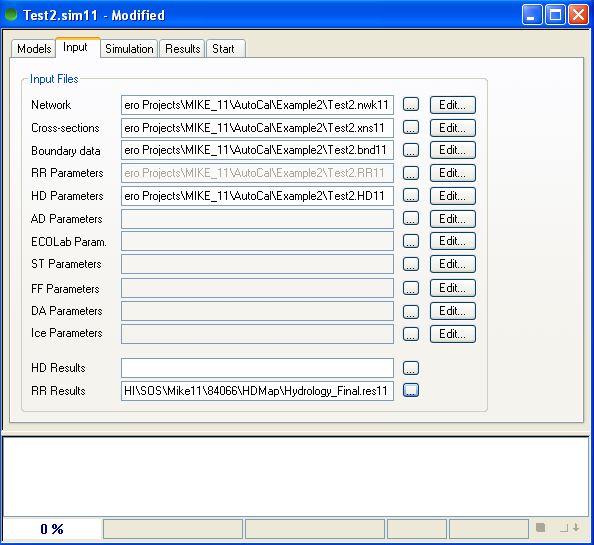 Test2.sim11 - Modified
Models Input Simulation Results Start
Input Files
Network ero Projects\MIKE_11\AutoCal\Example2\Test2.nwk11 ... Edit...
Cross-sections ero Projects\MIKE_11\AutoCal\Example2\Test2.xns11 ... Edit...
Boundary data ero Projects\MIKE_11\AutoCal\Example2\Test2.bnd11 ... Edit...
RR Parameters ero Projects\MIKE_11\AutoCal\Example2\Test2.RR11 ... Edit...
HD Parameters ero Projects\MIKE_11\AutoCal\Example2\Test2.HD11 ... Edit...
AD Parameters ... Edit...
ECOLab Param. ... Edit...
ST Parameters ... Edit...
FF Parameters ... Edit...
DA Parameters ... Edit...
Ice Parameters ... Edit...
HD Results ...
RR Results HI\SOS\Mike11\84066\HDMap\Hydrology_Final.res11 ...
0 %